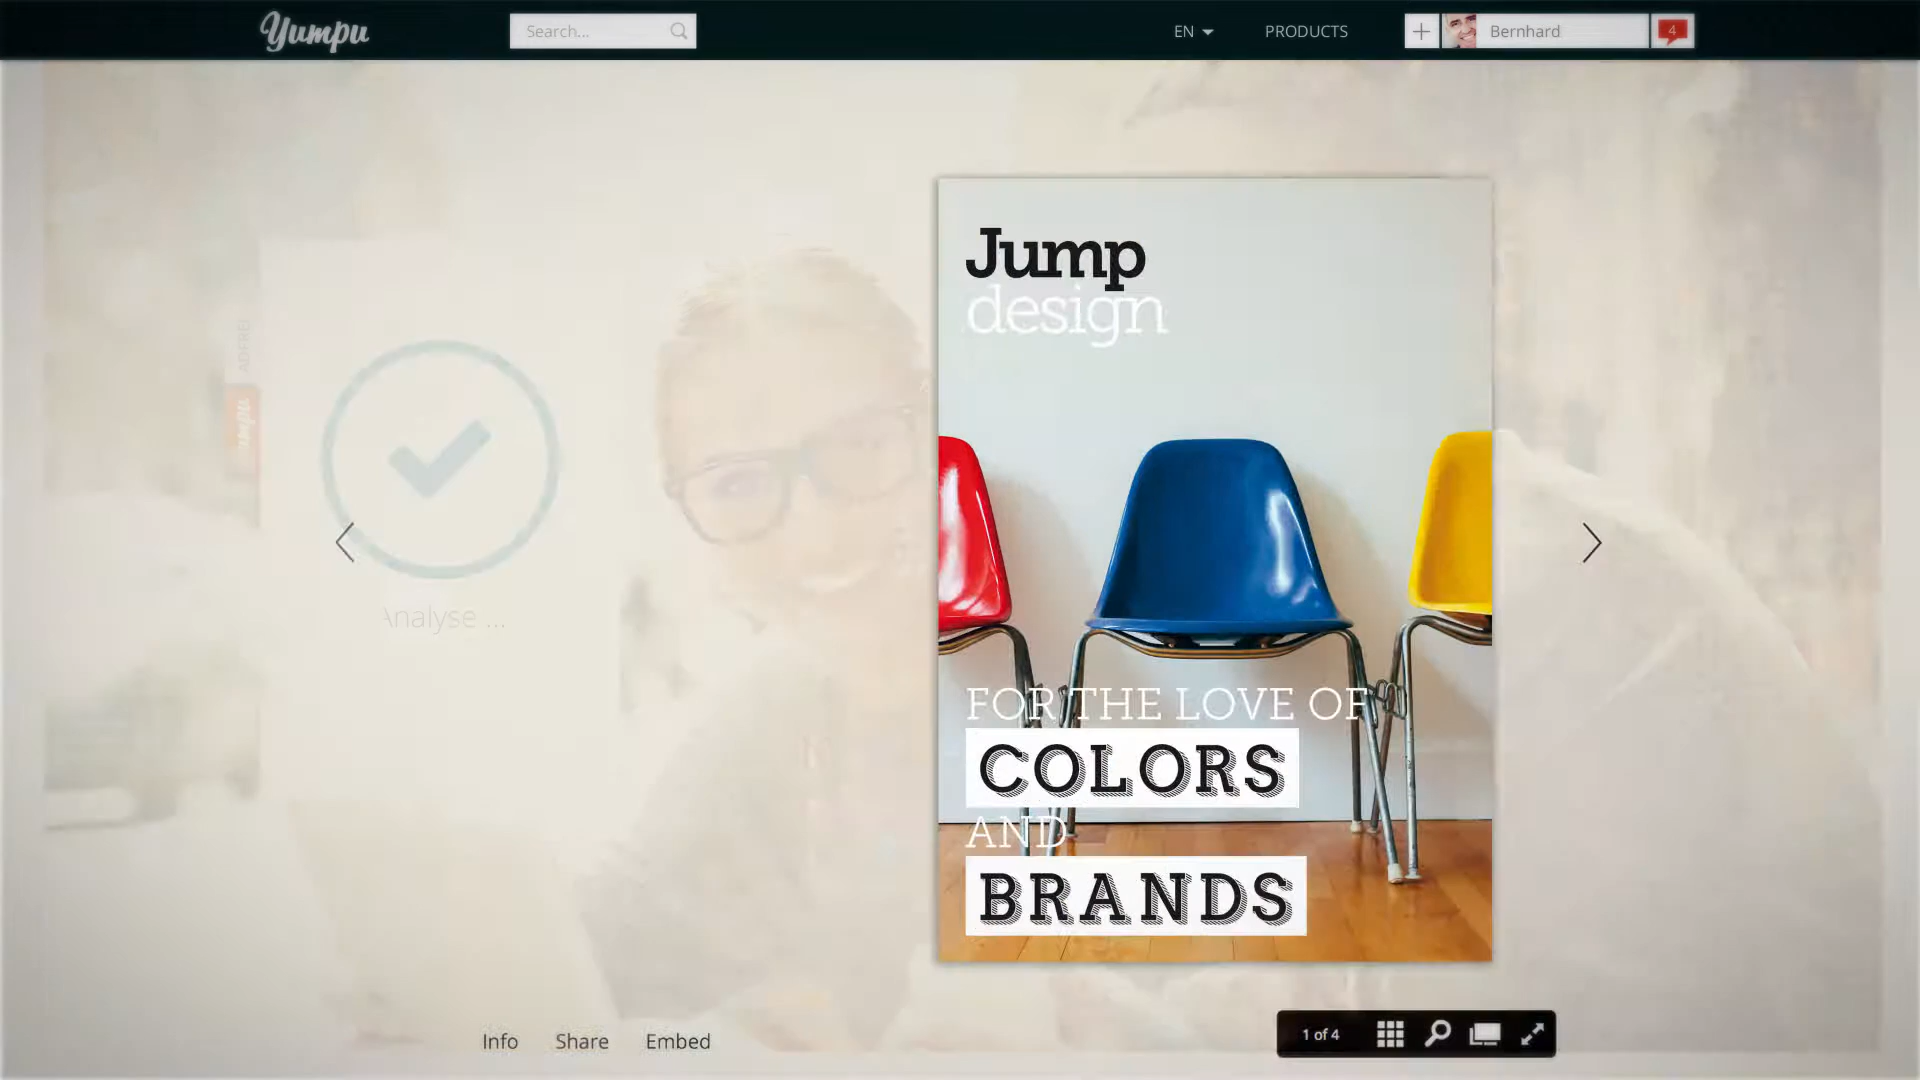 Yumpu
Search...
EN
PRODUCTS
Bernhard
4
Jump
design
ADFREE
Analyse ...
FOR THE LOVE OF
COLORS
AND
BRANDS
Info
Share
Embed
1 of 4